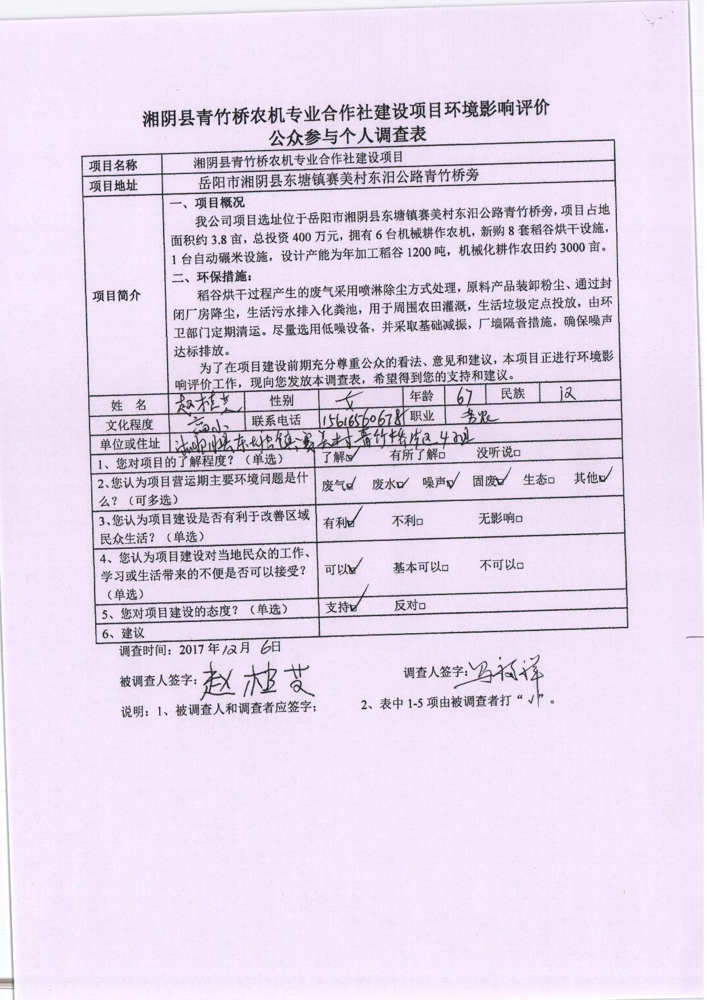 湘阴县青竹桥农机专业合作社建设项目环境影响评价
公众参与个人调查表
项目名称 湘阴县青竹桥农机专业合作社建设项目
项目地址 岳阳市湘阴县东塘镇赛美村东汨公路青竹桥旁
项目简介
一、项目概况
我公司项目选址位于岳阳市湘阴县东塘镇赛美村东汨公路青竹桥旁，项目占地
面积约 3.8 亩，总投资 400 万元，拥有 6 台机械耕作农机，新购 8 套稻谷烘干设施，
1 台自动碾米设施，设计产能为年加工稻谷 1200 吨，机械化耕作农田约 3000 亩。
二、环保措施：
稻谷烘干过程产生的废气采用喷淋除尘方式处理，原料产品装卸粉尘、通过封
闭厂房降尘，生活污水排入化粪池，用于周围农田灌溉，生活垃圾定点投放，由环
卫部门定期清运。尽量选用低噪设备，并采取基础减振，厂墙隔音措施，确保噪声
达标排放。
为了在项目建设前期充分尊重公众的看法、意见和建议，本项目正进行环境影
响评价工作，现向您发放本调查表，希望得到您的支持和建议。
姓 名 赵桂 性别 女 年龄 67 民族 汉
文化程度 高小 联系电话 15616560678 职业 务农
单位或住址 湘阴县东塘镇赛美村青竹桥片区4组
1、您对项目的了解程度？（单选） 了解☑ 有所了解□ 没听说□
2、您认为项目营运期主要环境问题是什
么？（可多选） 废气☑ 废水☑ 噪声☑ 固废☑ 生态□ 其他☑
3、您认为项目建设是否有利于改善区域
民众生活？（单选） 有利☑ 不利□ 无影响□
4、您认为项目建设对当地民众的工作、
学习或生活带来的不便是否可以接受？
（单选） 可以☑ 基本可以□ 不可以□
5、您对项目建设的态度？（单选） 支持☑ 反对□
6、建议
调查时间：2017 年 12 月 6 日
被调查人签字：赵桂 调查人签字：冯祥
说明：1、被调查人和调查者应签字； 2、表中 1-5 项由被调查者打“√”。